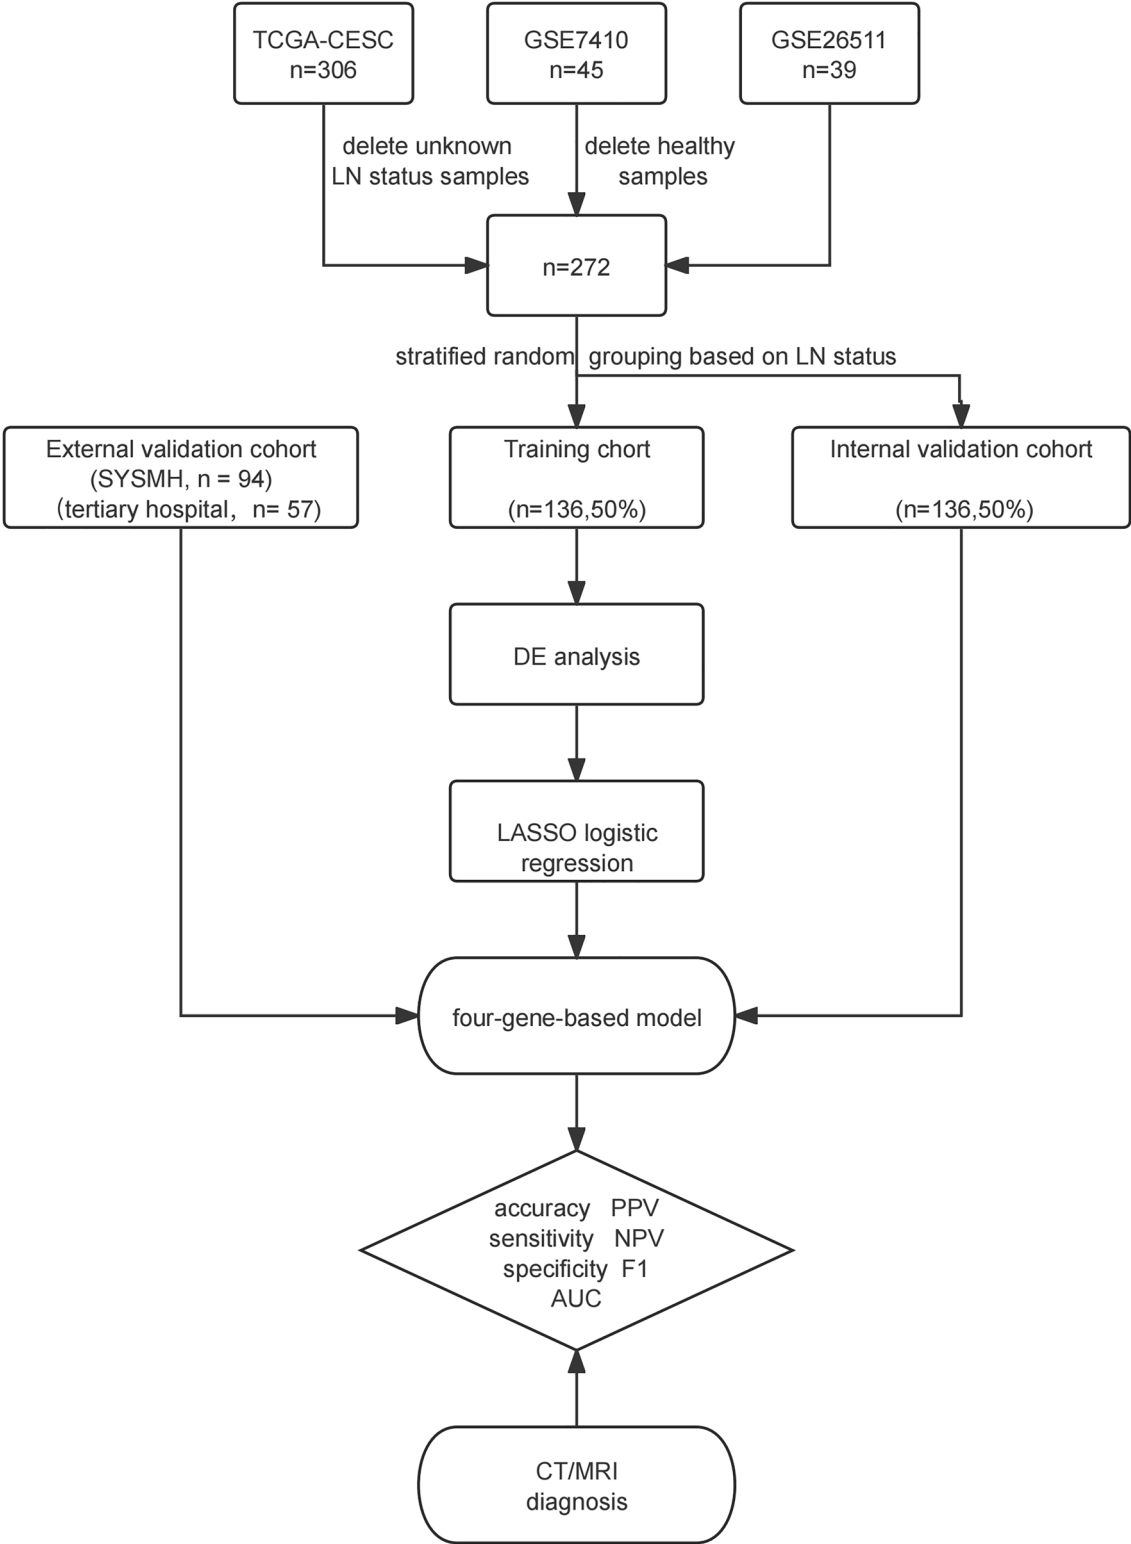 TCGA-CESC
n=306
GSE7410
n=45
GSE26511
n=39
delete unknown
LN status samples
delete healthy
samples
n=272
stratified random grouping based on LN status
External validation cohort
(SYSMH, n = 94)
(tertiary hospital, n= 57)
Training chort
(n=136,50%)
Internal validation cohort
(n=136,50%)
DE analysis
LASSO logistic
regression
four-gene-based model
accuracy PPV
sensitivity NPV
specificity F1
AUC
CT/MRI
diagnosis